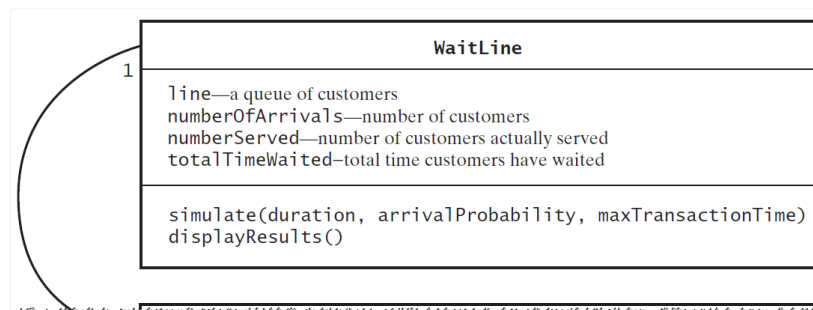 WaitLine
1
line—a queue of customers
numberOfArrivals—number of customers
numberServed—number of customers actually served
totalTimeWaited–total time customers have waited
simulate(duration, arrivalProbability, maxTransactionTime)
displayResults()